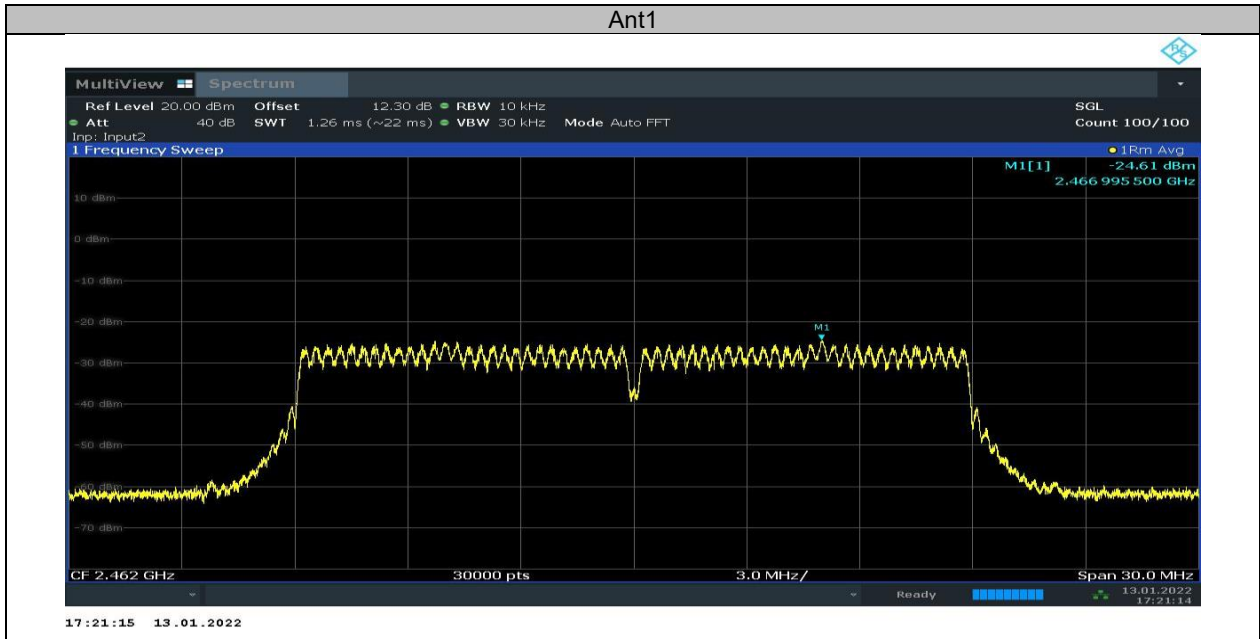 Ant1
R&S
MultiView Spectrum
Ref Level 20.00 dBm Offset 12.30 dB RBW 10 kHz SGL
Att 40 dB SWT 1.26 ms (~22 ms) VBW 30 kHz Mode Auto FFT Count 100/100
Inp: Input2
1 Frequency Sweep 1Rm Avg
M1[1] -24.61 dBm
2.466 995 500 GHz
10 dBm
0 dBm
-10 dBm
-20 dBm
M1
-30 dBm
-40 dBm
-50 dBm
-60 dBm
-70 dBm
CF 2.462 GHz 30000 pts 3.0 MHz/ Span 30.0 MHz
Ready 13.01.2022
17:21:14
17:21:15 13.01.2022